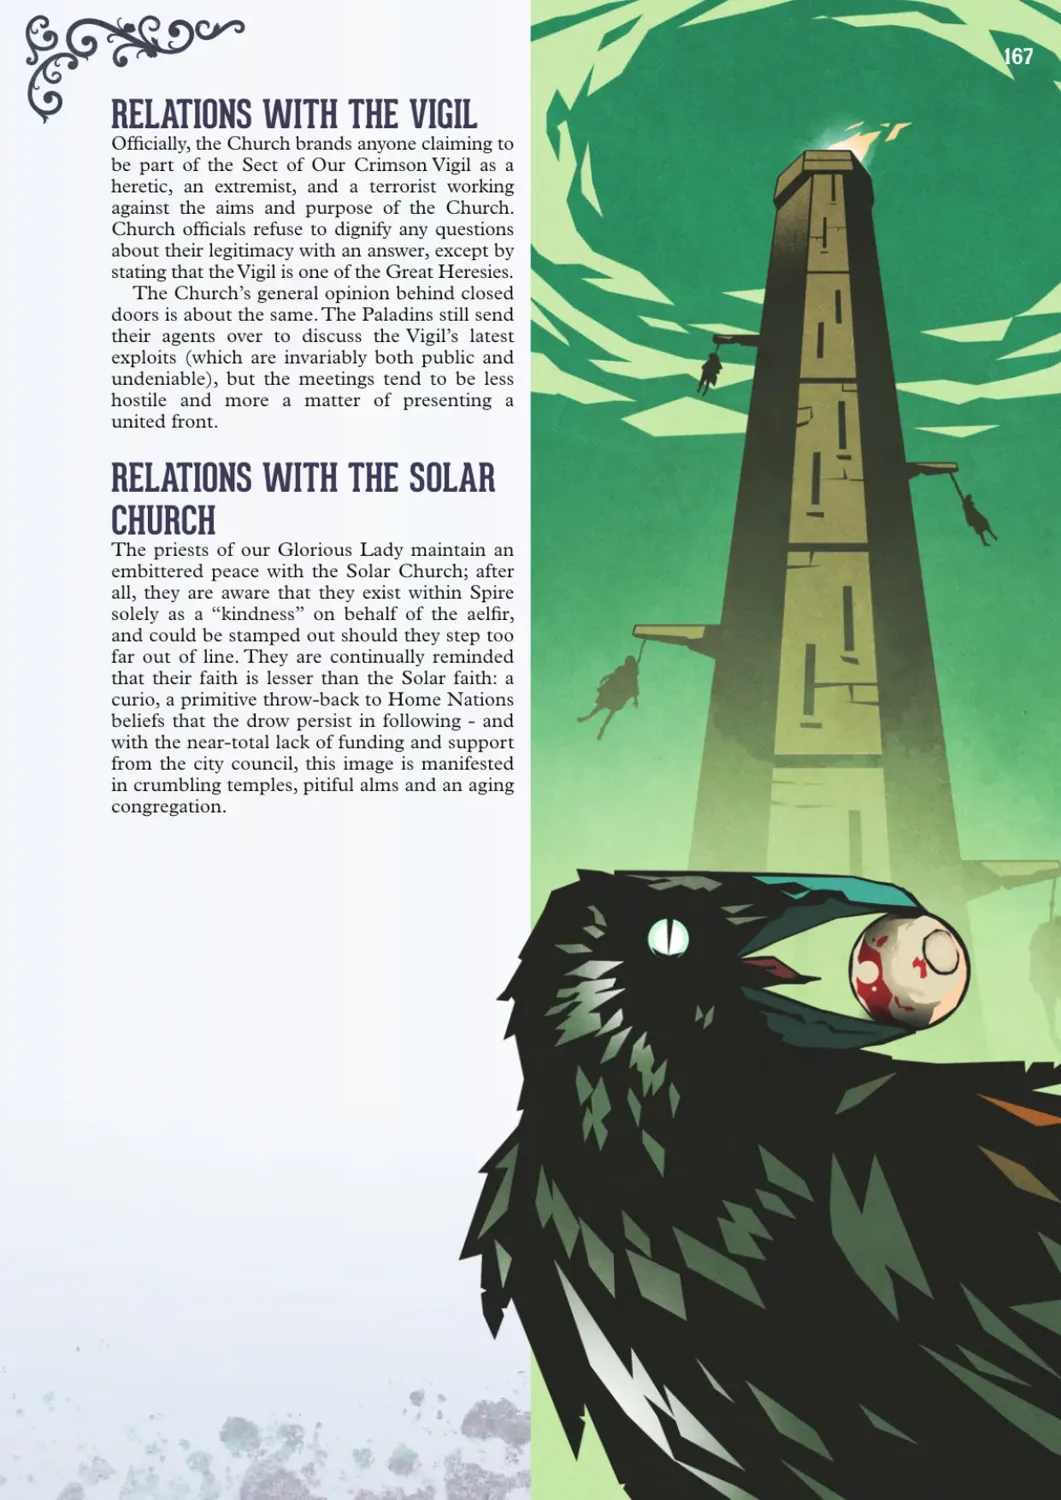 167
RELATIONS WITH THE VIGIL
Officially, the Church brands anyone claiming to
be part of the Sect of Our Crimson Vigil as a
heretic, an extremist, and a terrorist working
against the aims and purpose of the Church.
Church officials refuse to dignify any questions
about their legitimacy with an answer, except by
stating that the Vigil is one of the Great Heresies.
The Church’s general opinion behind closed
doors is about the same. The Paladins still send
their agents over to discuss the Vigil’s latest
exploits (which are invariably both public and
undeniable), but the meetings tend to be less
hostile and more a matter of presenting a
united front.
RELATIONS WITH THE SOLAR
CHURCH
The priests of our Glorious Lady maintain an
embittered peace with the Solar Church; after
all, they are aware that they exist within Spire
solely as a “kindness” on behalf of the aelfir,
and could be stamped out should they step too
far out of line. They are continually reminded
that their faith is lesser than the Solar faith: a
curio, a primitive throw-back to Home Nations
beliefs that the drow persist in following - and
with the near-total lack of funding and support
from the city council, this image is manifested
in crumbling temples, pitiful alms and an aging
congregation.